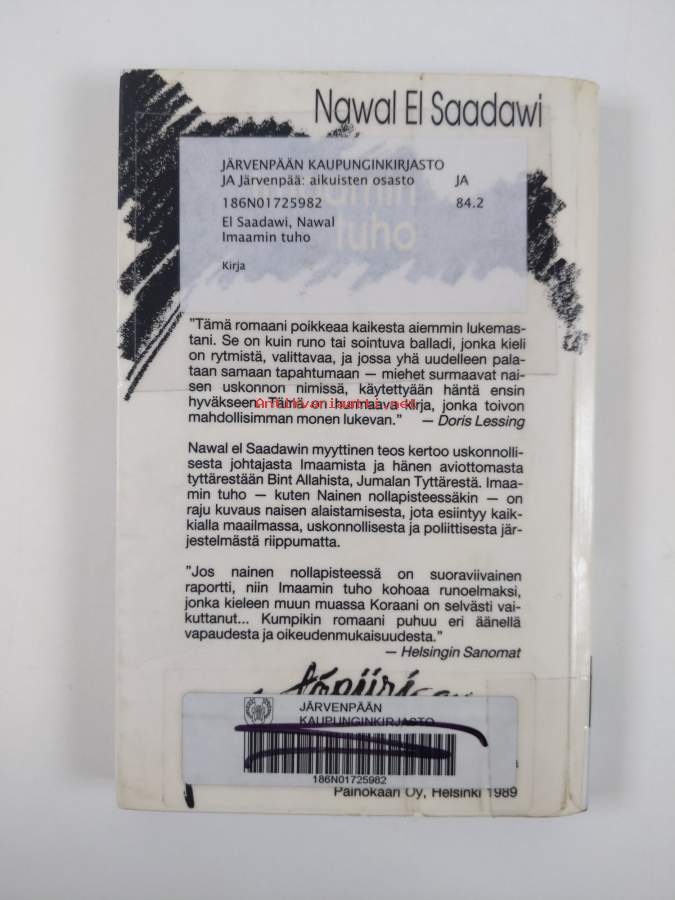 Nawal El Saadawi
JÄRVENPÄÄN KAUPUNGINKIRJASTO
JA Järvenpää: aikuisten osasto JA
186N01725982 84.2
El Saadawi, Nawal
Imaamin tuho
tuho
Kirja
"Tämä romaani poikkeaa kaikesta aiemmin lukemas-
tani. Se on kuin runo tai sointuva balladi, jonka kieli
on rytmistä, valittavaa, ja jossa yhä uudelleen pala-
taan samaan tapahtumaan — miehet surmaavat nai-
sen uskonnon nimissä, käytettyään häntä ensin
hyväkseen. Tämä on hurmaava kirja, jonka toivon
Antikvariaatti.net
mahdollisimman monen lukevan." — Doris Lessing
Nawal el Saadawin myyttinen teos kertoo uskonnolli-
sesta johtajasta Imaamista ja hänen aviottomasta
tyttärestään Bint Allahista, Jumalan Tyttärestä. Imaa-
min tuho — kuten Nainen nollapisteessäkin — on
raju kuvaus naisen alaistamisesta, jota esiintyy kaik-
kialla maailmassa, uskonnollisesta ja poliittisesta jär-
jestelmästä riippumatta.
"Jos nainen nollapisteessä on suoraviivainen
raportti, niin Imaamin tuho kohoaa runoelmaksi,
jonka kieleen muun muassa Koraani on selvästi vai-
kuttanut... Kumpikin romaani puhuu eri äänellä
vapaudesta ja oikeudenmukaisuudesta."
— Helsingin Sanomat
JÄRVENPÄÄN
KAUPUNGINKIRJASTO
186N01725982
Painokaari Oy, Helsinki 1989